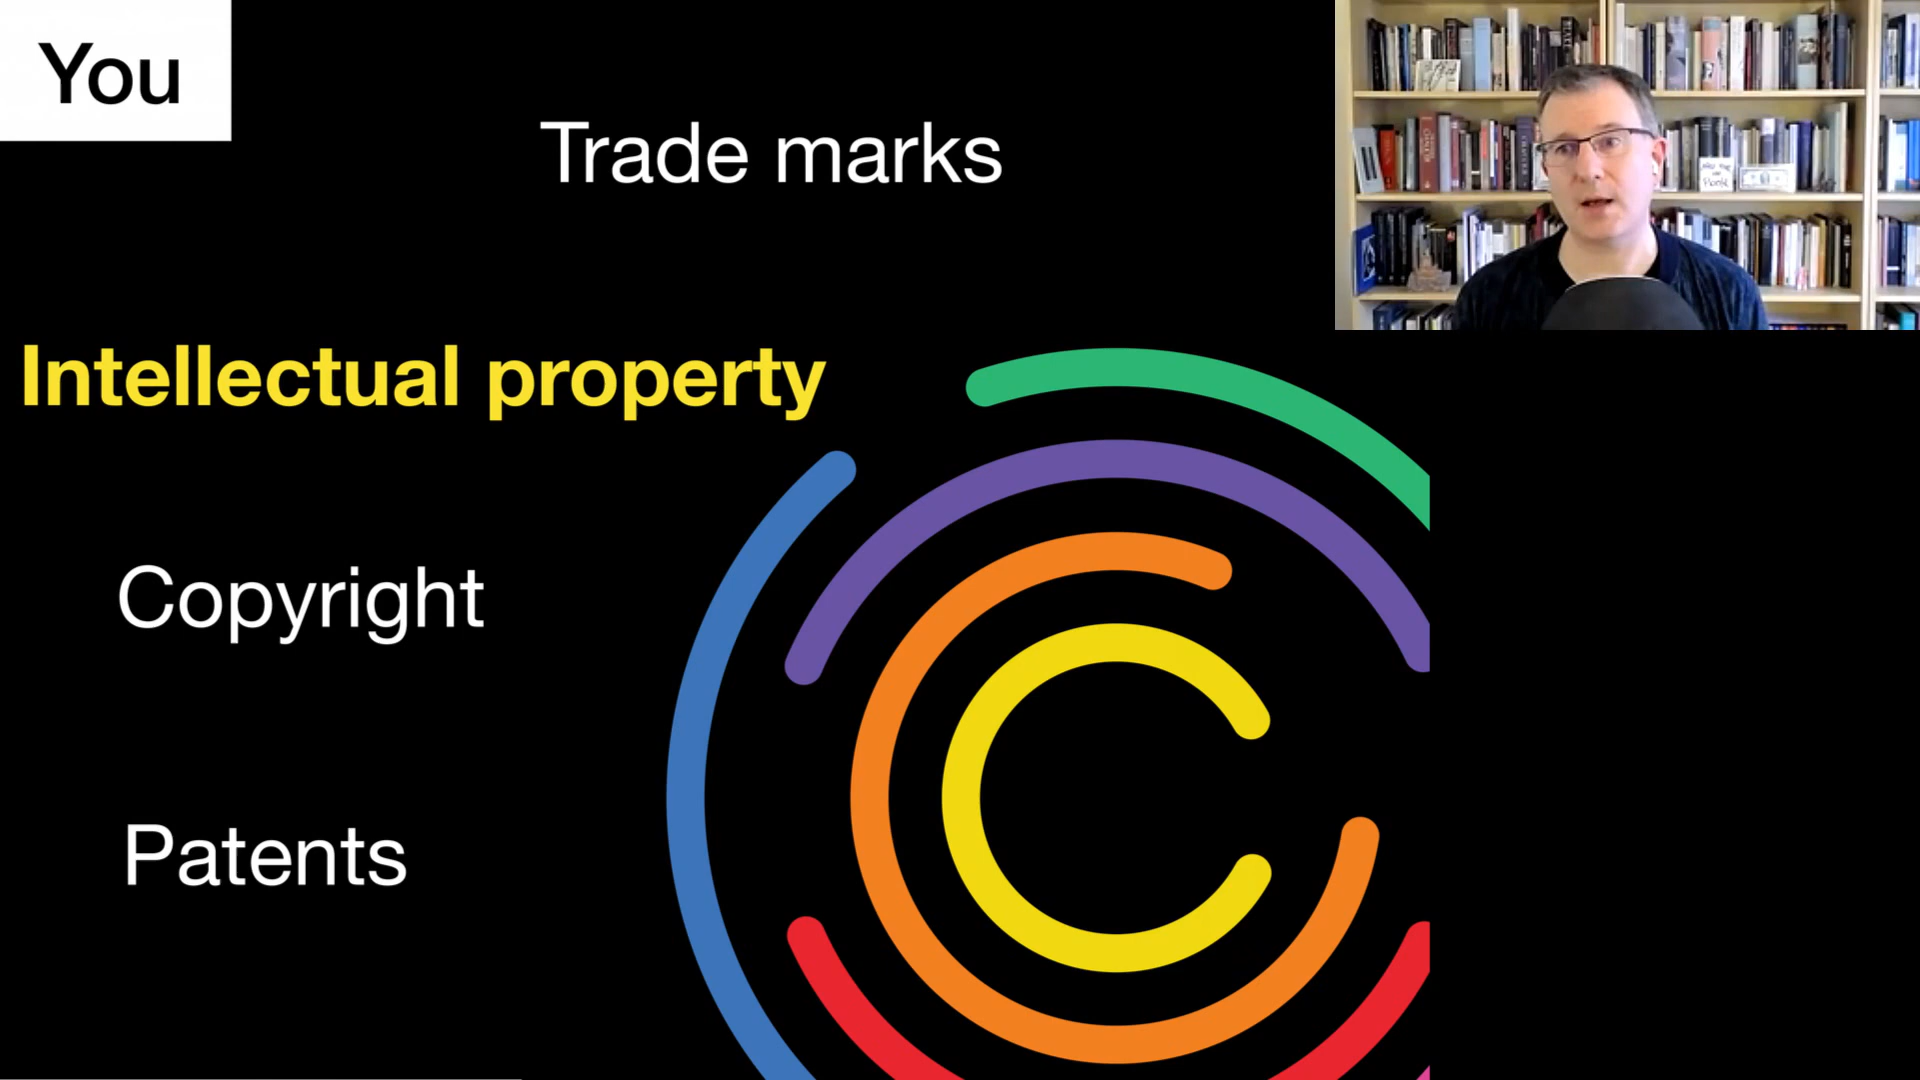 You
Trade marks
Intellectual property
Copyright
Patents